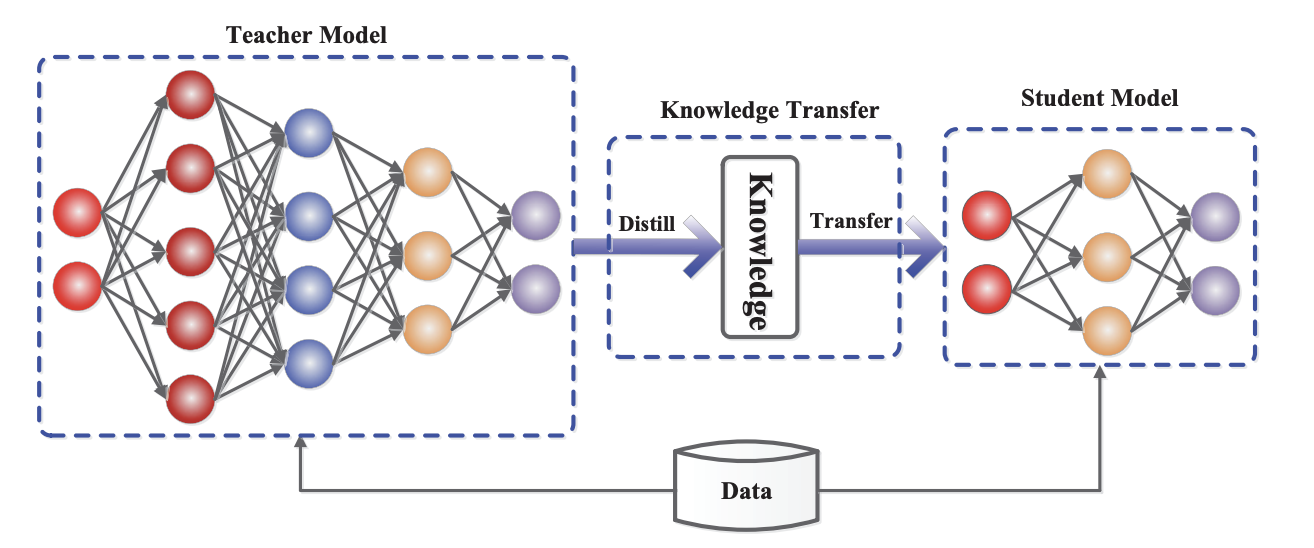 Teacher Model
Knowledge Transfer
Student Model
Distill
Knowledge
Transfer
Data